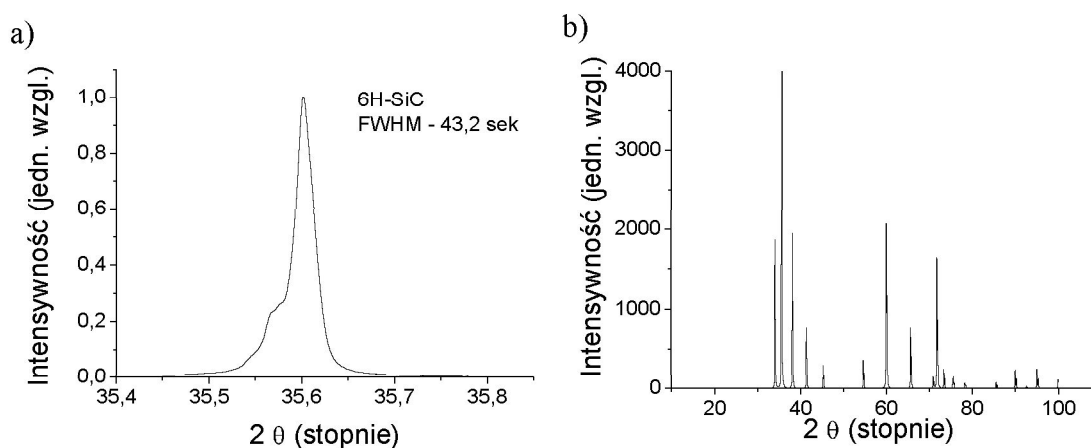 a)
Intensywność (jedn. wzgl.)
1,0
0,8
0,6
0,4
0,2
0,0
6H-SiC
FWHM - 43,2 sek
35,4 35,5 35,6 35,7 35,8
2 θ (stopnie)
b)
Intensywność (jedn. wzgl.)
4000
3000
2000
1000
0
20 40 60 80 100
2 θ (stopnie)